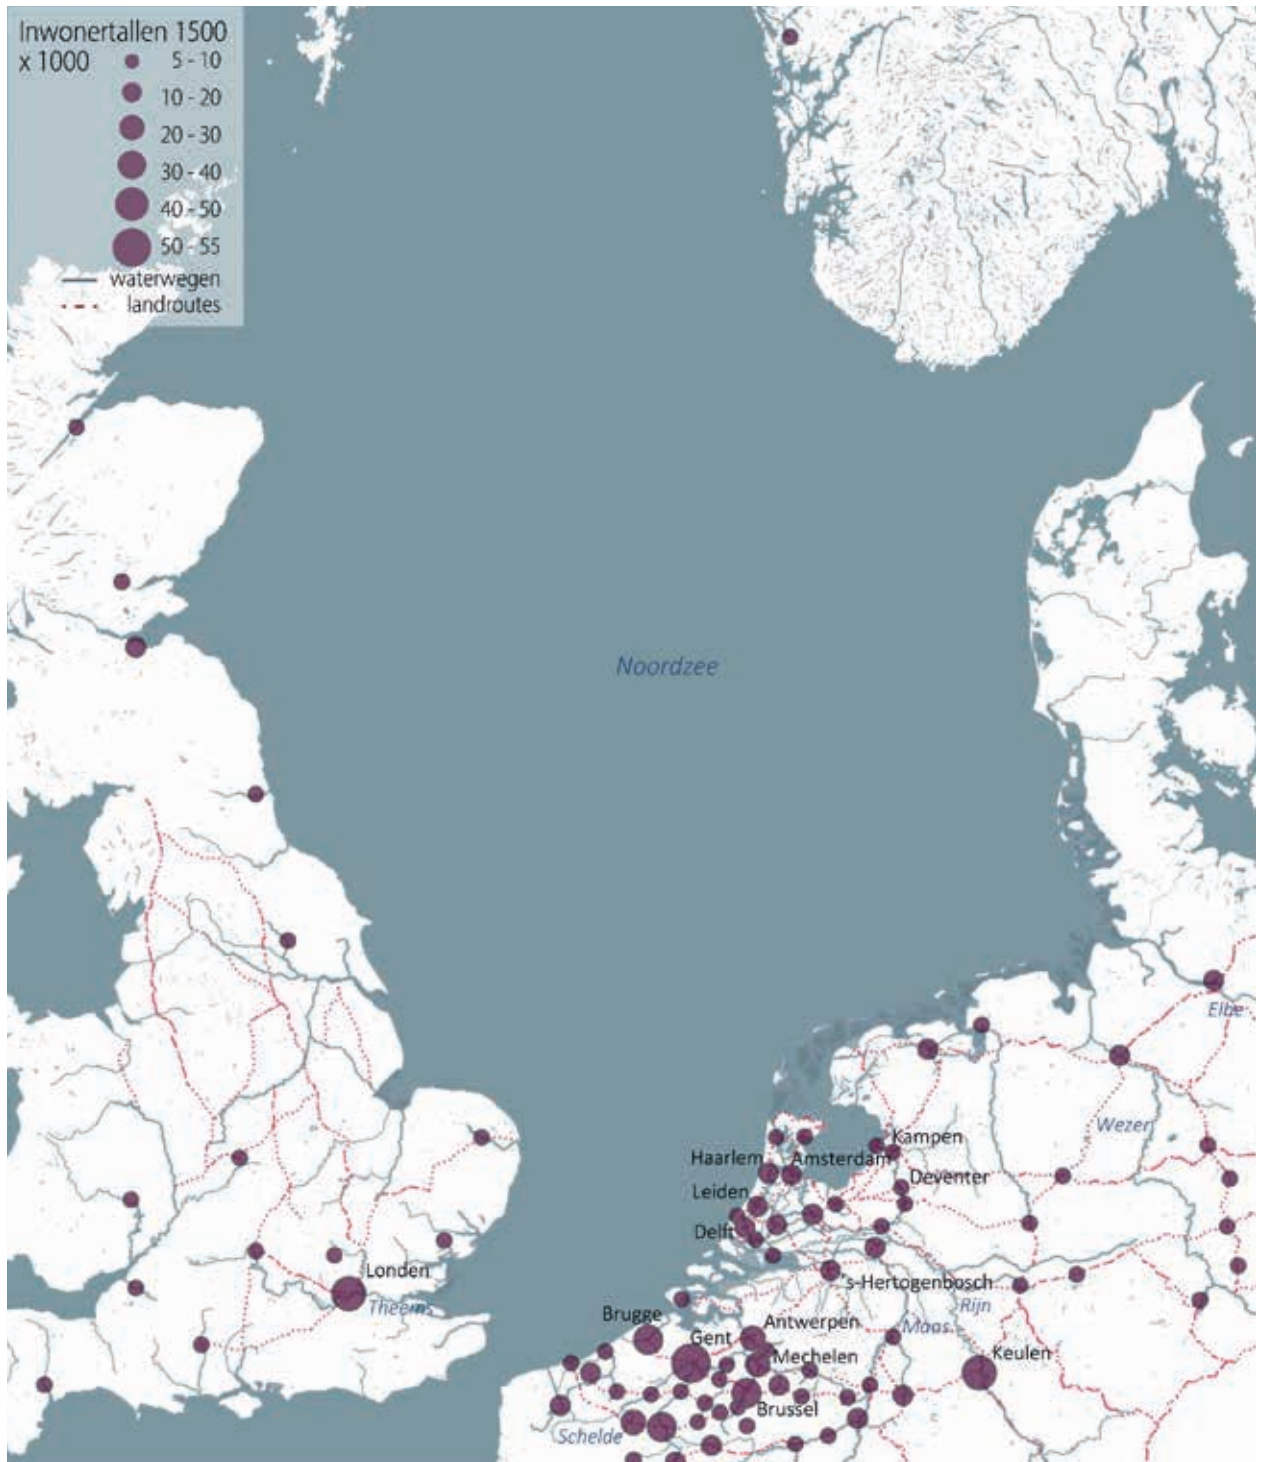 Inwonertallen 1500
x 1000
5 - 10
10 - 20
20 - 30
30 - 40
40 - 50
50 - 55
waterwegen
landroutes
Noordzee
Elbe
Wezer
Kampen
Haarlem
Amsterdam
Deventer
Leiden
Delft
Londen
Theems
's-Hertogenbosch
Rijn
Maas
Brugge
Antwerpen
Gent
Mechelen
Keulen
Brussel
Schelde